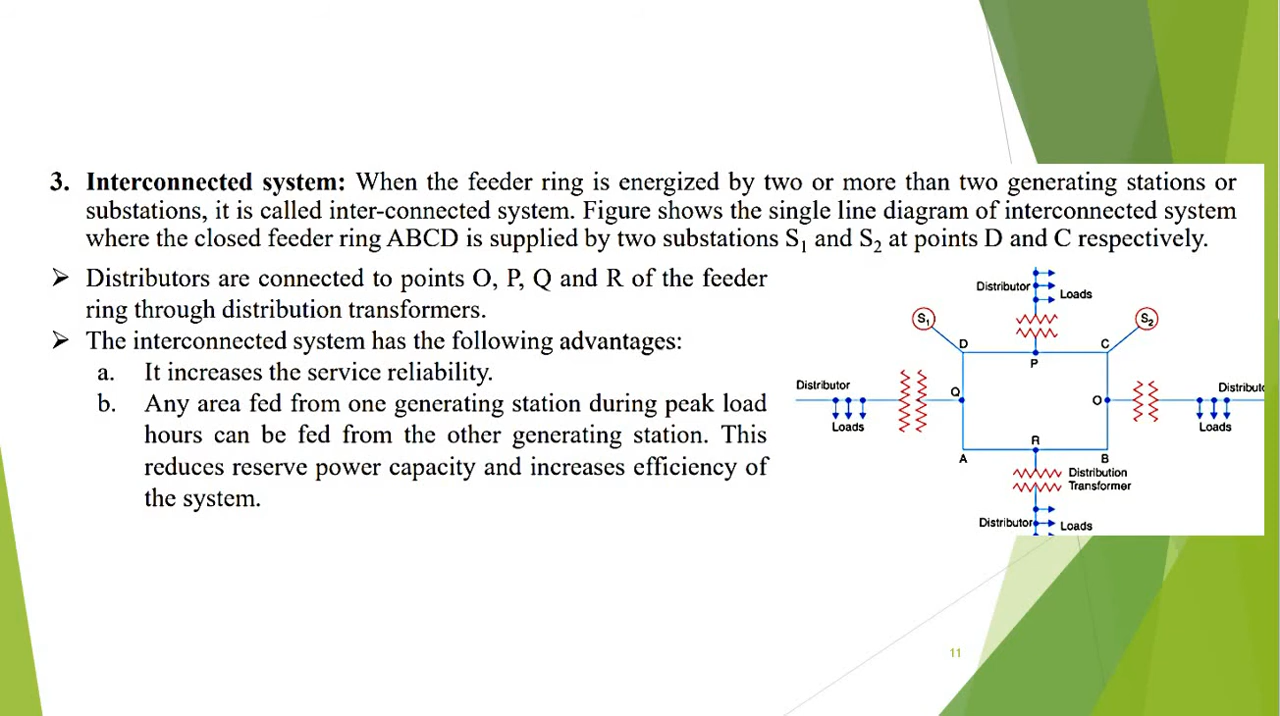 3. Interconnected system: When the feeder ring is energized by two or more than two generating stations or
substations, it is called inter-connected system. Figure shows the single line diagram of interconnected system
where the closed feeder ring ABCD is supplied by two substations S₁ and S₂ at points D and C respectively.
➢ Distributors are connected to points O, P, Q and R of the feeder
ring through distribution transformers.
➢ The interconnected system has the following advantages:
a. It increases the service reliability.
b. Any area fed from one generating station during peak load
hours can be fed from the other generating station. This
reduces reserve power capacity and increases efficiency of
the system.
Distributor
Loads
S₁
S₂
D
C
P
Distributor
Q
O
Distributo
Loads
Loads
R
A
B
Distribution
Transformer
Distributor
Loads
11